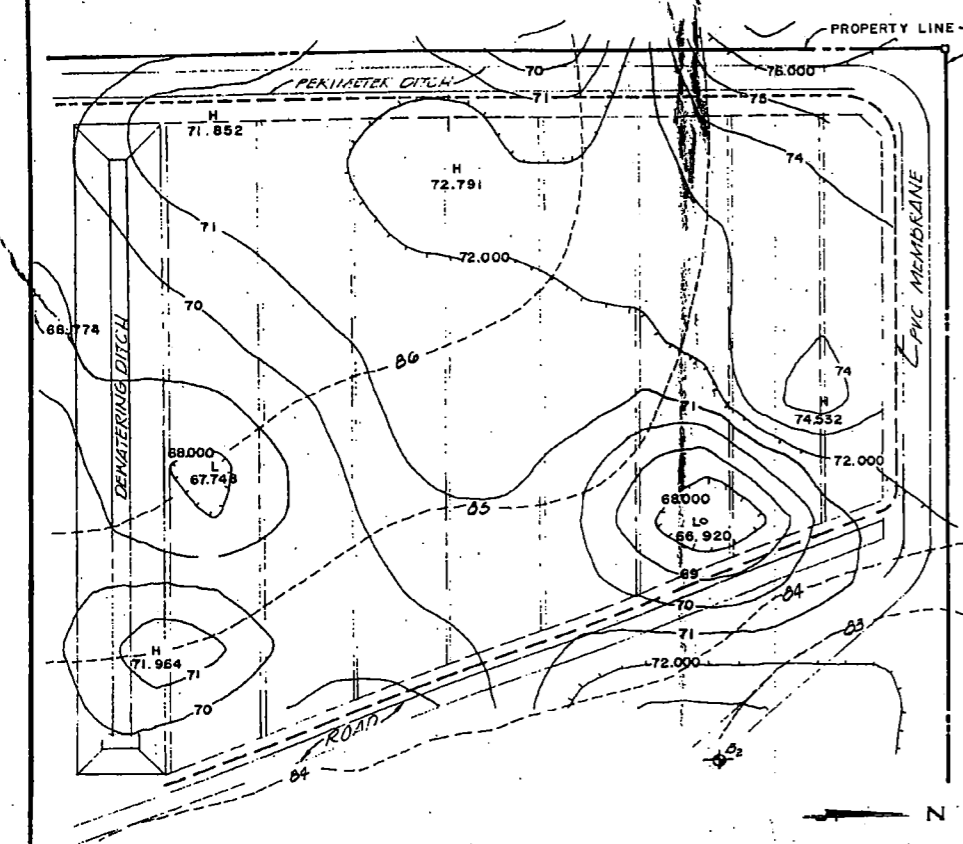 PROPERTY LINE
70
76.000
PERIMETER DITCH
71
75
H
71.852
74
H
72.791
PVC MEMBRANE
71
72.000
70
68.774
86
74
H
74.532
DEWATERING DITCH
71
68.000
L
67.748
72.000
68.000
85
Lo
66.920
69
84
70
83
71
H
71.964
72.000
71
70
ROAD
84
B2
N